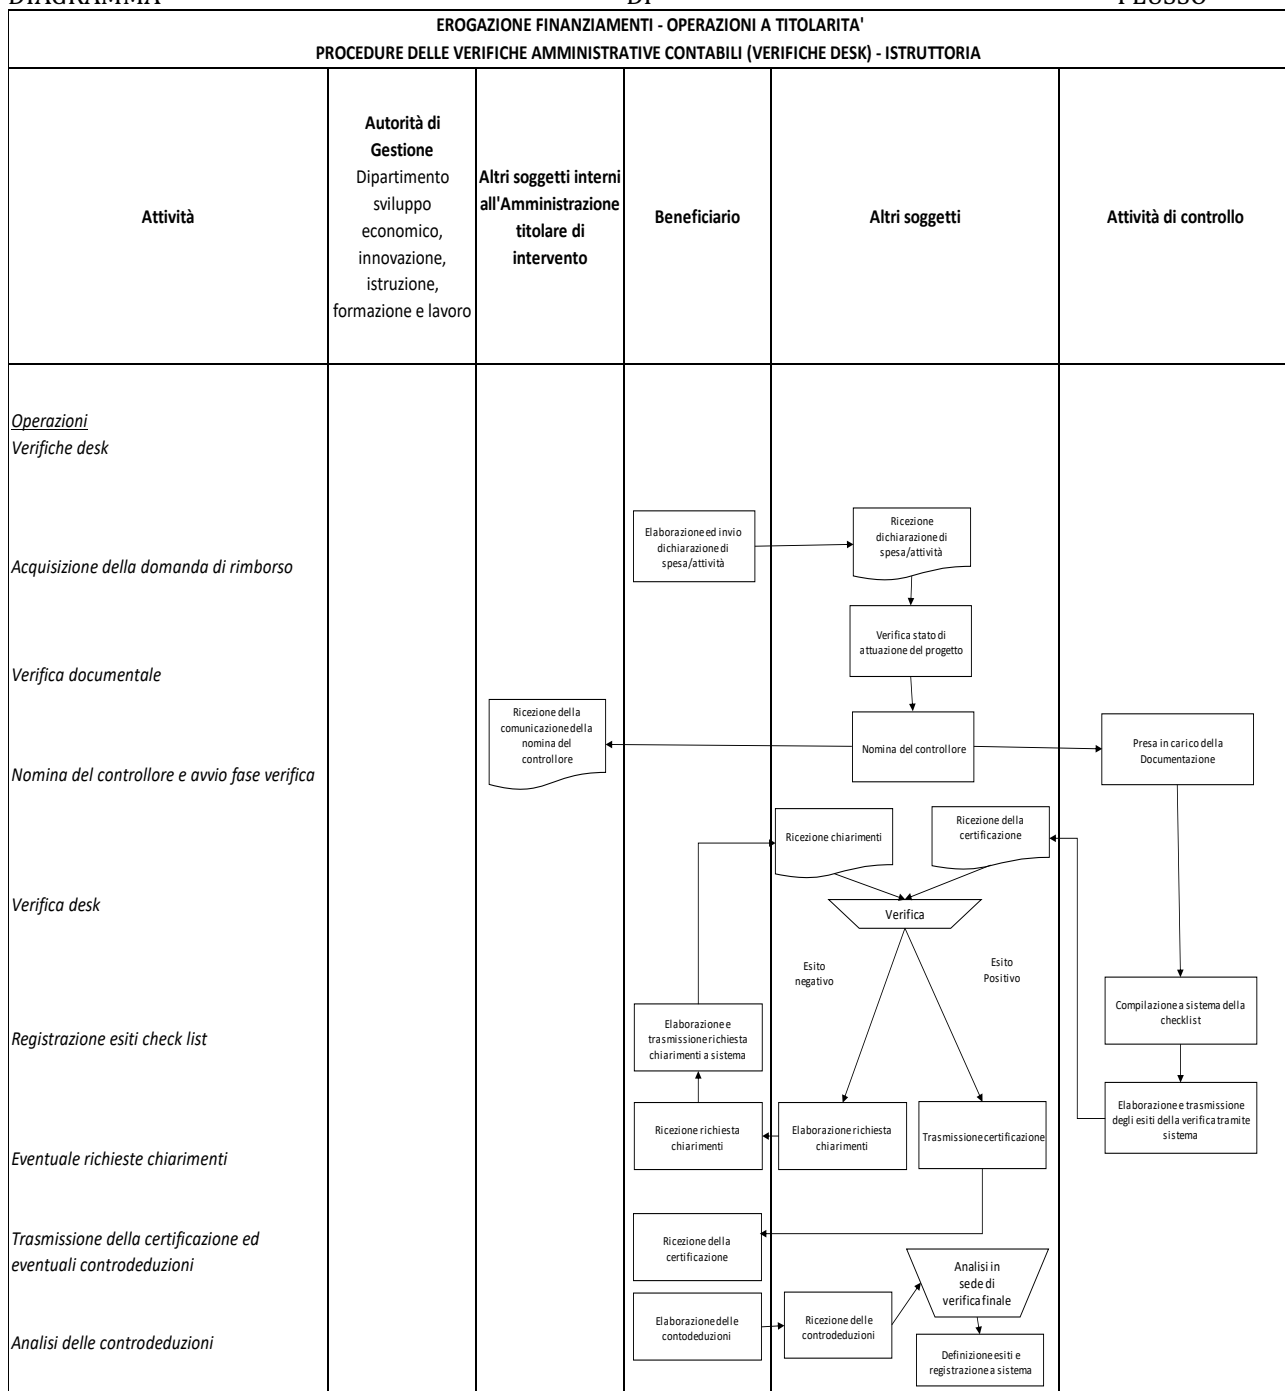 DIAGRAMMA DI FLUSSO
EROGAZIONE FINANZIAMENTI - OPERAZIONI A TITOLARITA'
PROCEDURE DELLE VERIFICHE AMMINISTRATIVE CONTABILI (VERIFICHE DESK) - ISTRUTTORIA
Attività
Autorità di
Gestione
Dipartimento
sviluppo
economico,
innovazione,
istruzione,
formazione e lavoro
Altri soggetti interni
all'Amministrazione
titolare di
intervento
Beneficiario
Altri soggetti
Attività di controllo
Operazioni
Verifiche desk
Elaborazione ed invio
dichiarazione di
spesa/attività
Ricezione
dichiarazione di
spesa/attività
Acquisizione della domanda di rimborso
Verifica stato di
attuazione del progetto
Verifica documentale
Ricezione della
comunicazione della
nomina del
controllore
Nomina del controllore
Presa in carico della
Documentazione
Nomina del controllore e avvio fase verifica
Ricezione chiarimenti
Ricezione della
certificazione
Verifica desk
Verifica
Esito
negativo
Esito
Positivo
Compilazione a sistema della
checklist
Registrazione esiti check list
Elaborazione e
trasmissione richiesta
chiarimenti a sistema
Elaborazione e trasmissione
degli esiti della verifica tramite
sistema
Ricezione richiesta
chiarimenti
Elaborazione richiesta
chiarimenti
Trasmissione certificazione
Eventuale richieste chiarimenti
Trasmissione della certificazione ed
eventuali controdeduzioni
Ricezione della
certificazione
Analisi in
sede di
verifica finale
Elaborazione delle
contodeduzioni
Ricezione delle
controdeduzioni
Analisi delle controdeduzioni
Definizione esiti e
registrazione a sistema